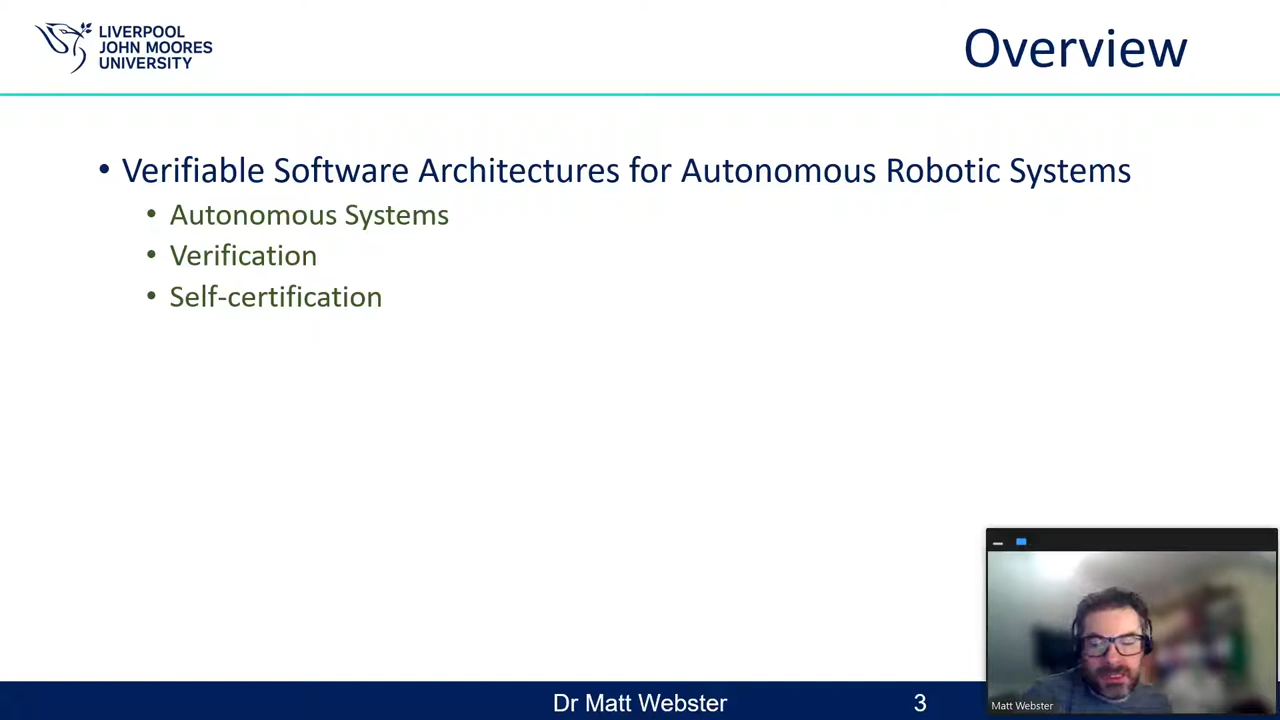 LIVERPOOL
JOHN MOORES
UNIVERSITY
Overview
• Verifiable Software Architectures for Autonomous Robotic Systems
• Autonomous Systems
• Verification
• Self-certification
Dr Matt Webster
3
Matt Webster